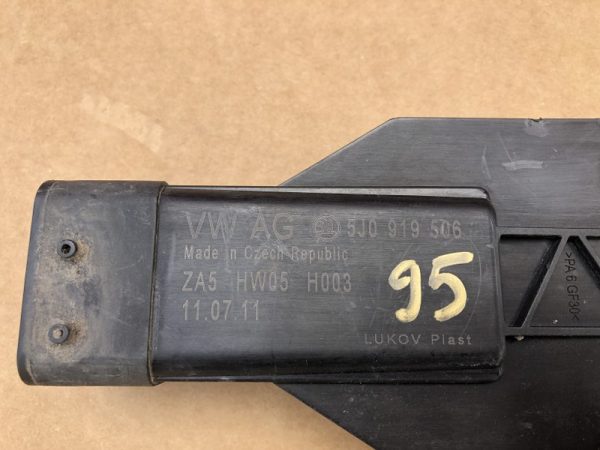 VW AG 5J0 919 506
Made in Czech Republic
ZA5 HW05 H003
11.07.11
95
LUKOV Plast
>PA 6 GF30<